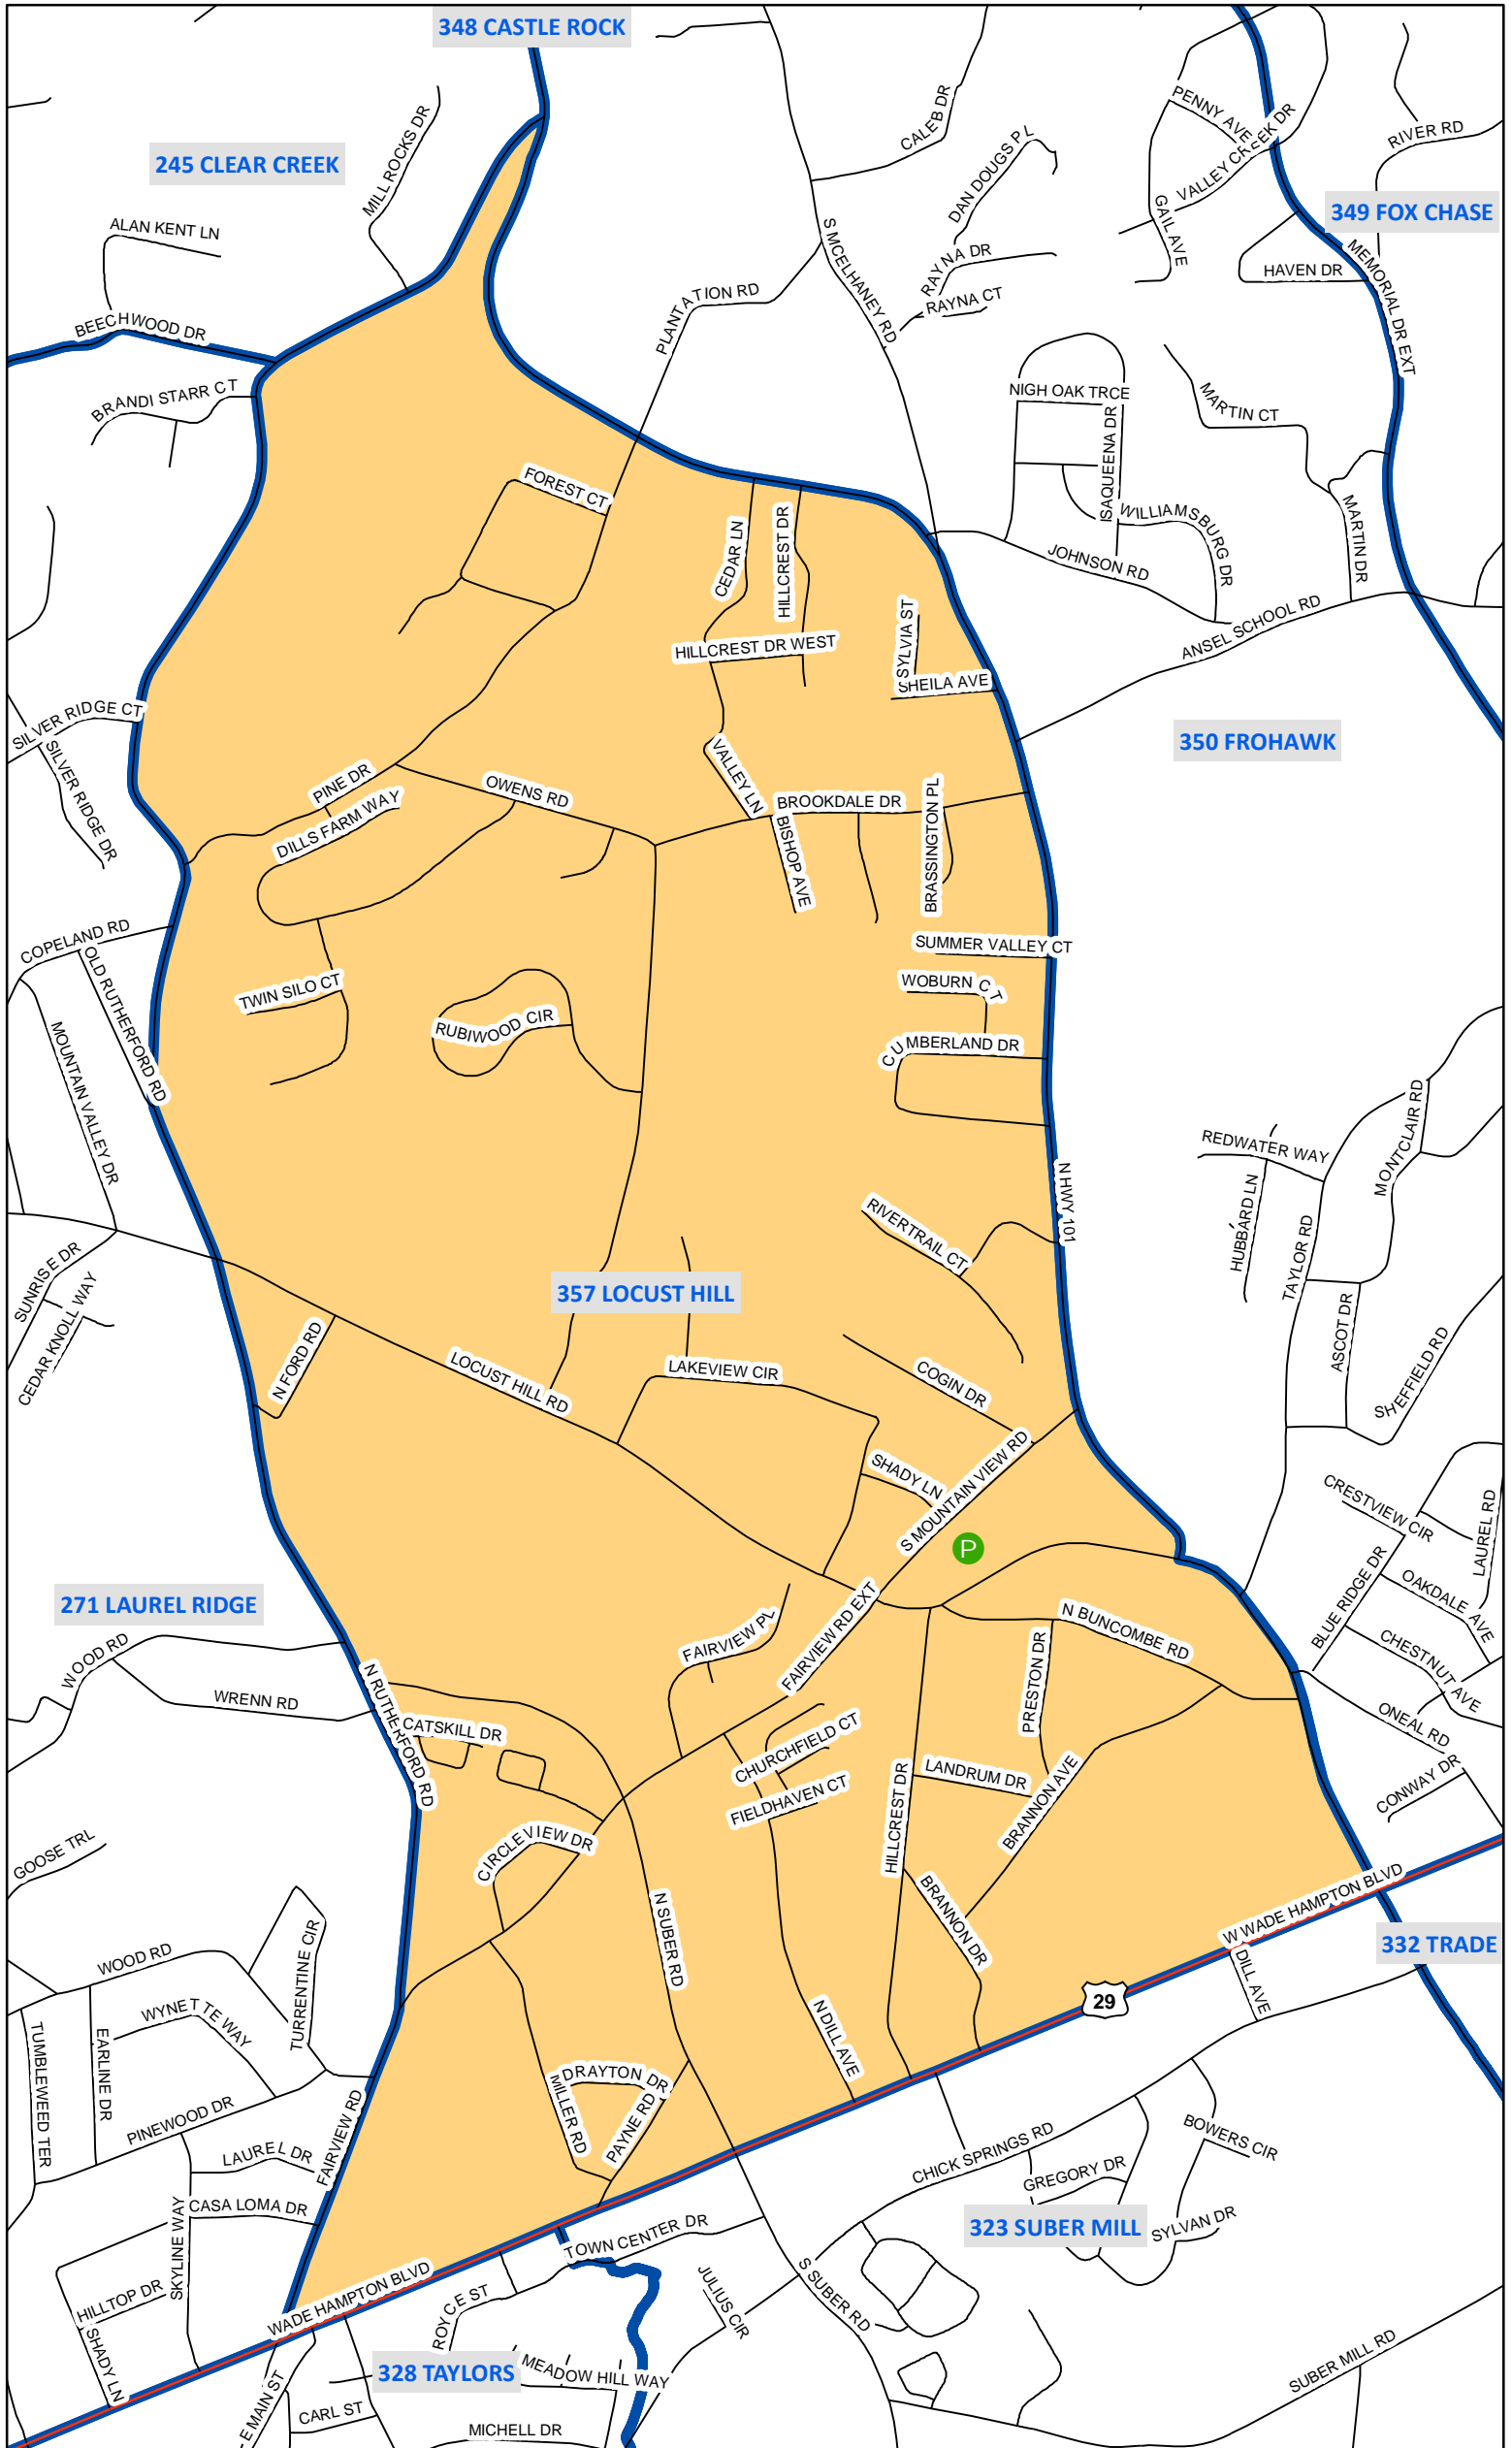 348 CASTLE ROCK
245 CLEAR CREEK
MILL ROCKS DR
CALEB DR
PENNY AVE
VALLEY CREEK DR
RIVER RD
DAN DOUGS PL
349 FOX CHASE
ALAN KENT LN
S MCELHANEY RD
GAIL AVE
RAYNA DR
HAVEN DR
MEMORIAL DR EXT
PLANTATION RD
RAYNA CT
BEECHWOOD DR
BRANDI STARR CT
NIGH OAK TRCE
MARTIN CT
ISAQUEENA DR
FOREST CT
CEDAR LN
HILLCREST DR
WILLIAMSBURG DR
MARTIN DR
JOHNSON RD
SYLVIA ST
ANSEL SCHOOL RD
HILLCREST DR WEST
SHEILA AVE
SILVER RIDGE CT
350 FROHAWK
SILVER RIDGE DR
PINE DR
OWENS RD
VALLEY LN
BROOKDALE DR
BRASSINGTON PL
DILLS FARM WAY
BISHOP AVE
COPELAND RD
SUMMER VALLEY CT
OLD RUTHERFORD RD
TWIN SILO CT
WOBURN CT
RUBIWOOD CIR
CUMBERLAND DR
MOUNTAIN VALLEY DR
REDWATER WAY
MONTCLAIR RD
N HWY 101
HUBBARD LN
RIVERTRAIL CT
TAYLOR RD
SUNRISE DR
357 LOCUST HILL
CEDAR KNOLL WAY
N FORD RD
LOCUST HILL RD
LAKEVIEW CIR
COGIN DR
ASCOT DR
SHEFFIELD RD
SHADY LN
S MOUNTAIN VIEW RD
CRESTVIEW CIR
LAUREL RD
P
BLUE RIDGE DR
OAKDALE AVE
271 LAUREL RIDGE
FAIRVIEW PL
FAIRVIEW RD EXT
N BUNCOMBE RD
CHESTNUT AVE
WOOD RD
PRESTON DR
WRENN RD
N RUTHERFORD RD
CATSKILL DR
ONEAL RD
CHURCHFIELD CT
LANDRUM DR
CONWAY DR
FIELDHAVEN CT
HILLCREST DR
BRANNON AVE
GOOSE TRL
CIRCLEVIEW DR
N SUBER RD
BRANNON DR
W WADE HAMPTON BLVD
332 TRADE
WOOD RD
TURRENTINE CIR
DILL AVE
29
WYNETTE WAY
N DILL AVE
TUMBLEWEED TER
EARLINE DR
DRAYTON DR
MILLER RD
PAYNE RD
PINEWOOD DR
FAIRVIEW RD
LAUREL DR
CHICK SPRINGS RD
BOWERS CIR
GREGORY DR
CASA LOMA DR
323 SUBER MILL
SYLVAN DR
SKYLINE WAY
TOWN CENTER DR
WADE HAMPTON BLVD
HILLTOP DR
JULIUS CIR
S SUBER RD
ROYCE ST
SHADY LN
328 TAYLORS
MEADOW HILL WAY
SUBER MILL RD
E MAIN ST
CARL ST
MICHELL DR